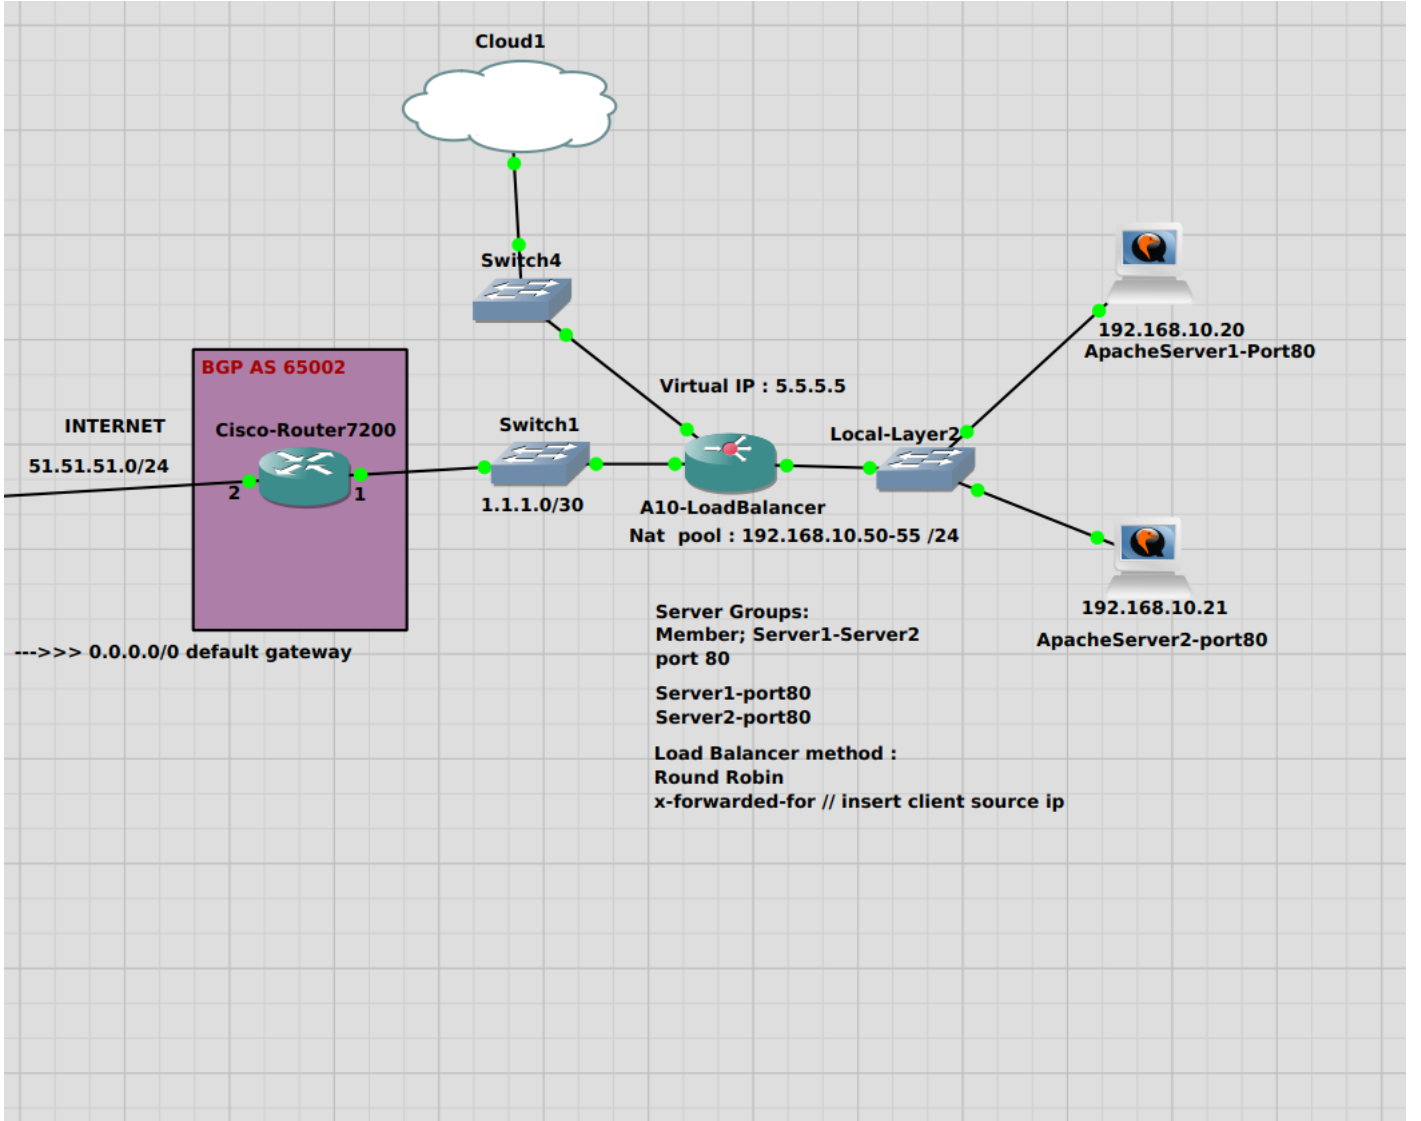 Cloud1
Switch4
BGP AS 65002
INTERNET
Cisco-Router7200
51.51.51.0/24
2
1
Switch1
1.1.1.0/30
--->>> 0.0.0.0/0 default gateway
Virtual IP : 5.5.5.5
Local-Layer2
A10-LoadBalancer
Nat  pool : 192.168.10.50-55 /24
192.168.10.20
ApacheServer1-Port80
192.168.10.21
ApacheServer2-port80
Server Groups:
Member; Server1-Server2
port 80
Server1-port80
Server2-port80
Load Balancer method :
Round Robin
x-forwarded-for // insert client source ip